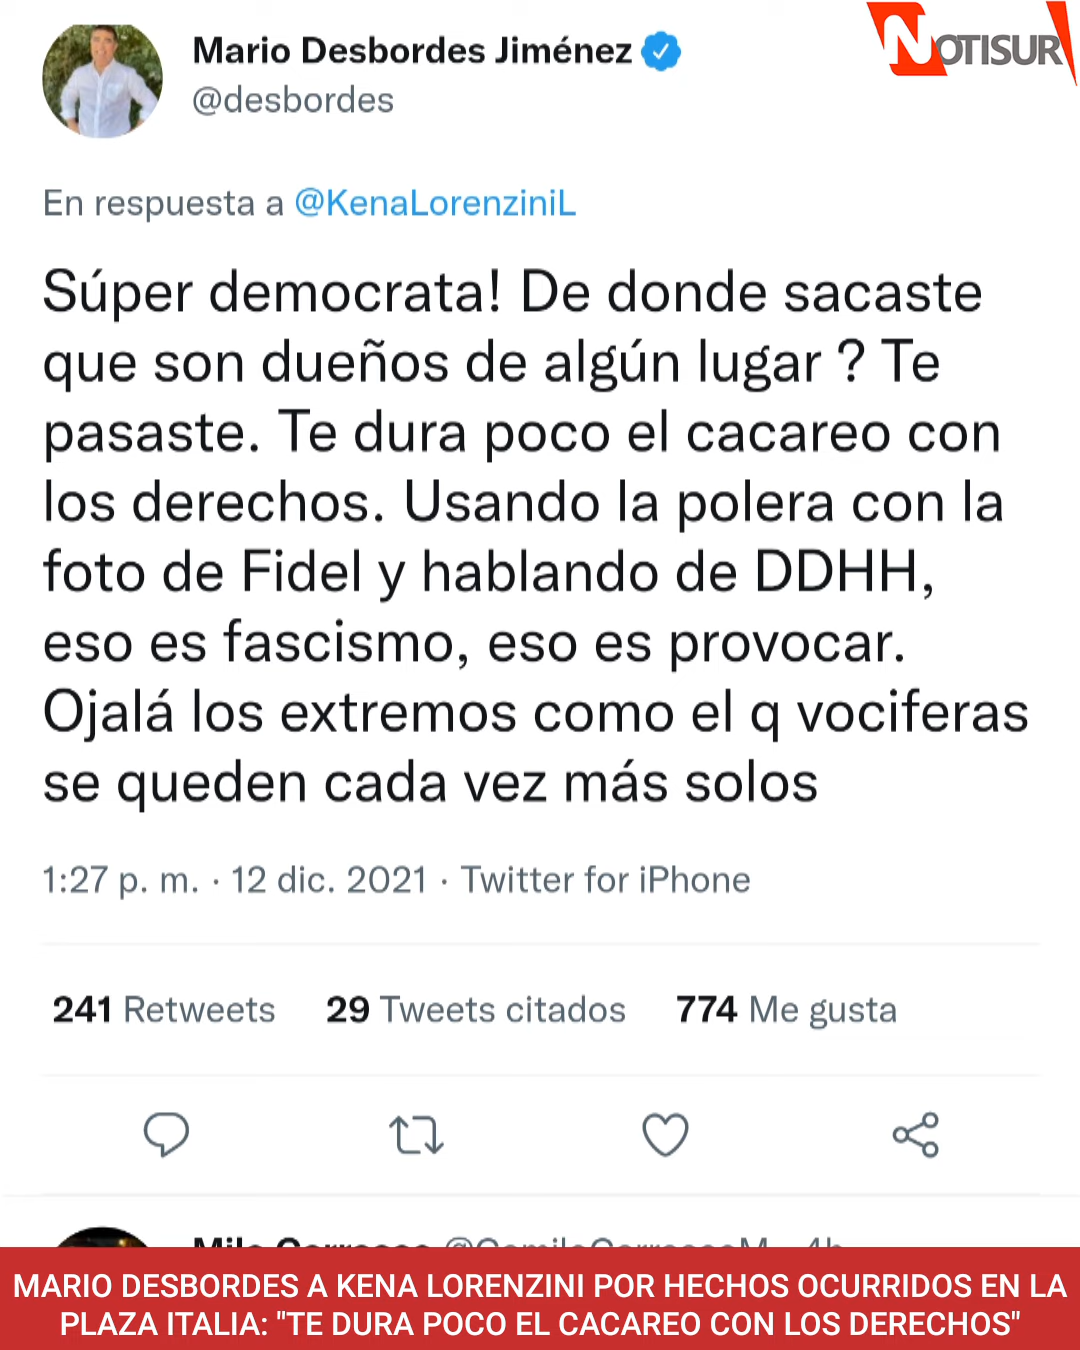 Mario Desbordes Jiménez
NOTISUR
@desbordes
En respuesta a @KenaLorenziniL
Súper democrata! De donde sacaste
que son dueños de algún lugar ? Te
pasaste. Te dura poco el cacareo con
los derechos. Usando la polera con la
foto de Fidel y hablando de DDHH,
eso es fascismo, eso es provocar.
Ojalá los extremos como el q vociferas
se queden cada vez más solos
1:27 p. m. · 12 dic. 2021 · Twitter for iPhone
241 Retweets 29 Tweets citados 774 Me gusta
MARIO DESBORDES A KENA LORENZINI POR HECHOS OCURRIDOS EN LA
PLAZA ITALIA: "TE DURA POCO EL CACAREO CON LOS DERECHOS"